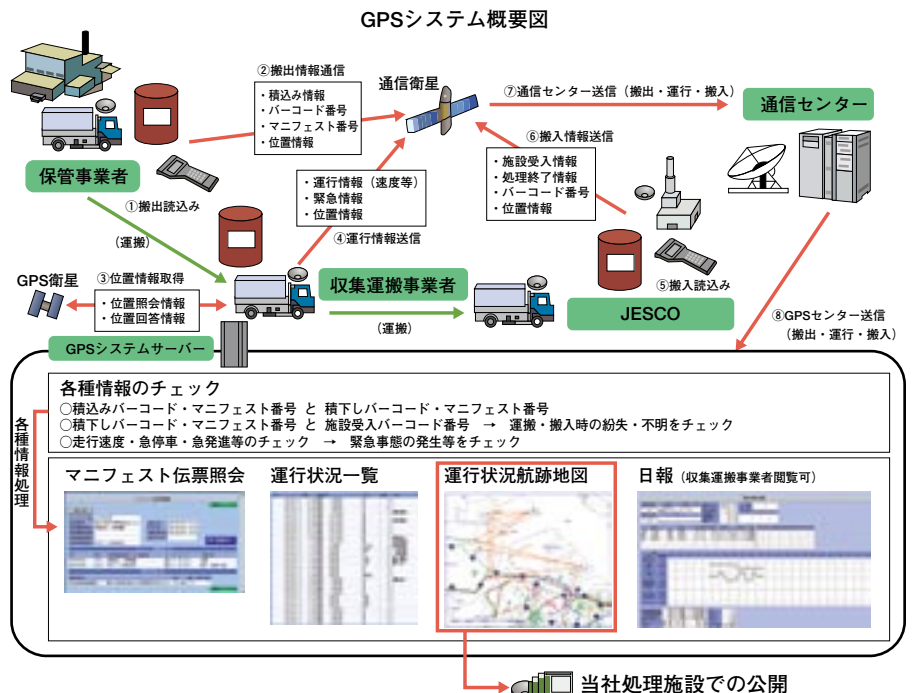 GPSシステム概要図
②搬出情報通信
・積込み情報
・バーコード番号
・マニフェスト番号
・位置情報
通信衛星
⑦通信センター送信（搬出・運行・搬入）
通信センター
⑥搬入情報送信
・施設受入情報
・処理終了情報
・バーコード番号
・位置情報
保管事業者
①搬出読込み
（運搬）
・運行情報（速度等）
・緊急情報
・位置情報
④運行情報送信
GPS衛星
③位置情報取得
・位置照会情報
・位置回答情報
収集運搬事業者
（運搬）
⑤搬入読込み
JESCO
⑧GPSセンター送信
（搬出・運行・搬入）
GPSシステムサーバー
各種情報処理
各種情報のチェック
○積込みバーコード・マニフェスト番号 と 積下しバーコード・マニフェスト番号
○積下しバーコード・マニフェスト番号 と 施設受入バーコード番号 → 運搬・搬入時の紛失・不明をチェック
○走行速度・急停車・急発進等のチェック → 緊急事態の発生等をチェック
マニフェスト伝票照会
運行状況一覧
運行状況航跡地図
日報（収集運搬事業者閲覧可）
当社処理施設での公開